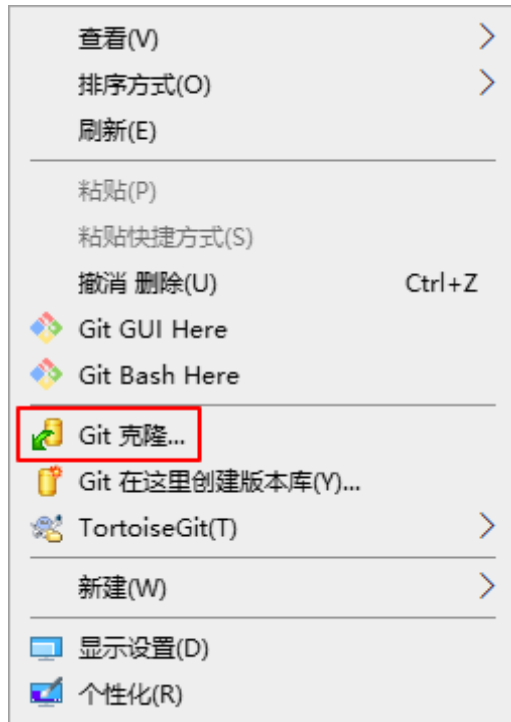 查看(V)
排序方式(O)
刷新(E)
粘贴(P)
粘贴快捷方式(S)
撤消 删除(U) Ctrl+Z
Git GUI Here
Git Bash Here
Git 克隆...
Git 在这里创建版本库(Y)...
TortoiseGit(T)
新建(W)
显示设置(D)
个性化(R)